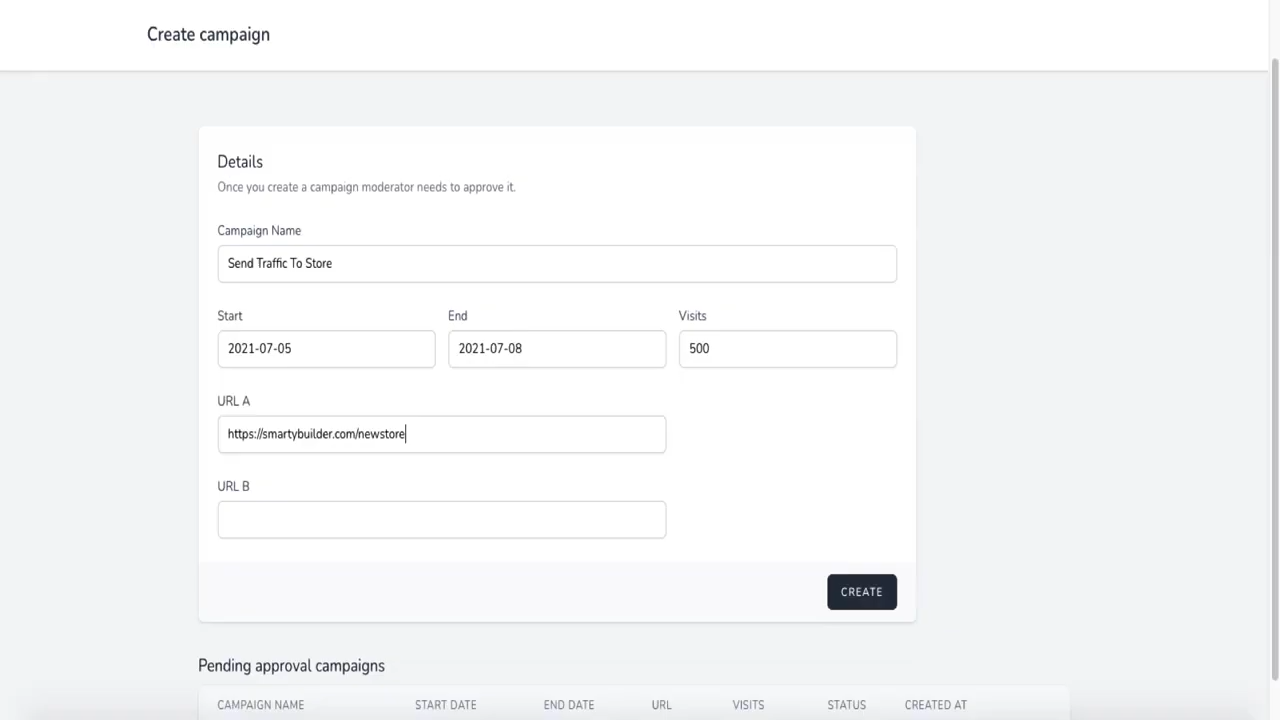 Create campaign
Details
Once you create a campaign moderator needs to approve it.
Campaign Name
Send Traffic To Store
Start End Visits
2021-07-05 2021-07-08 500
URL A
https://smartybuilder.com/newstore
URL B
CREATE
Pending approval campaigns
CAMPAIGN NAME START DATE END DATE URL VISITS STATUS CREATED AT